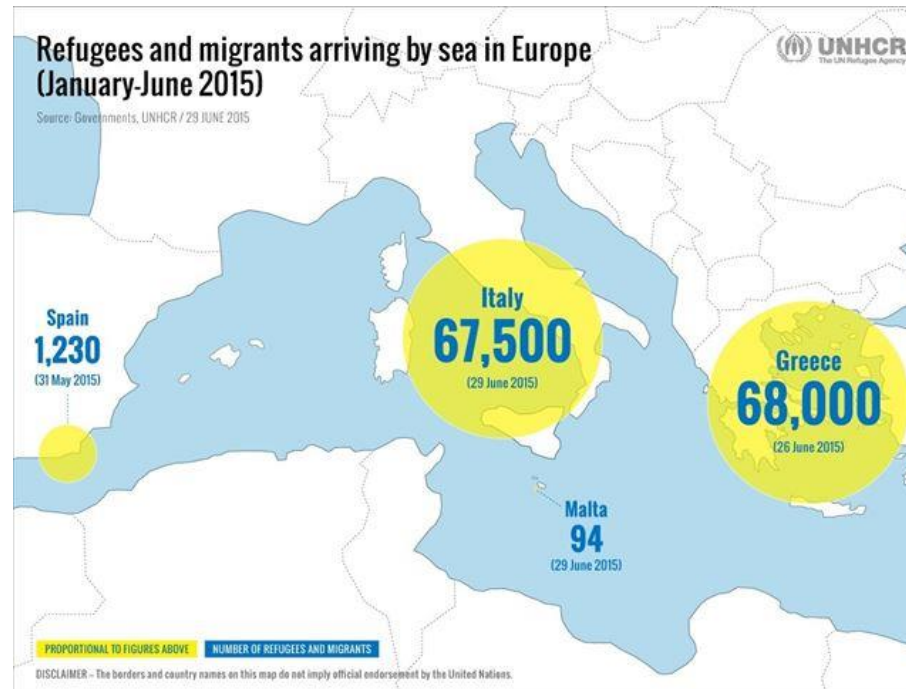 Refugees and migrants arriving by sea in Europe
(January-June 2015)
Source: Governments, UNHCR / 29 JUNE 2015
UNHCR
The UN Refugee Agency
Spain
1,230
(31 May 2015)
Italy
67,500
(29 June 2015)
Greece
68,000
(26 June 2015)
Malta
94
(29 June 2015)
PROPORTIONAL TO FIGURES ABOVE
NUMBER OF REFUGEES AND MIGRANTS
DISCLAIMER – The borders and country names on this map do not imply official endorsement by the United Nations.